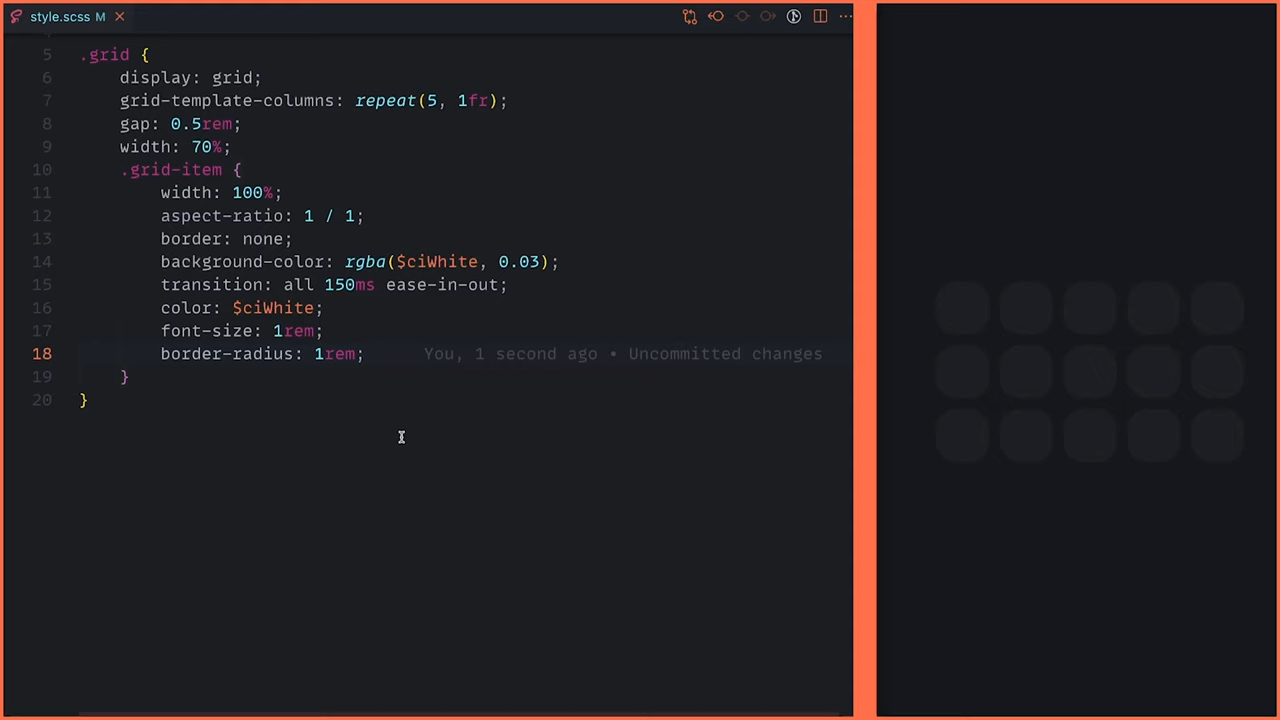 style.scss M
5 .grid {
6 display: grid;
7 grid-template-columns: repeat(5, 1fr);
8 gap: 0.5rem;
9 width: 70%;
10 .grid-item {
11 width: 100%;
12 aspect-ratio: 1 / 1;
13 border: none;
14 background-color: rgba($ciWhite, 0.03);
15 transition: all 150ms ease-in-out;
16 color: $ciWhite;
17 font-size: 1rem;
18 border-radius: 1rem; You, 1 second ago • Uncommitted changes
19 }
20 }